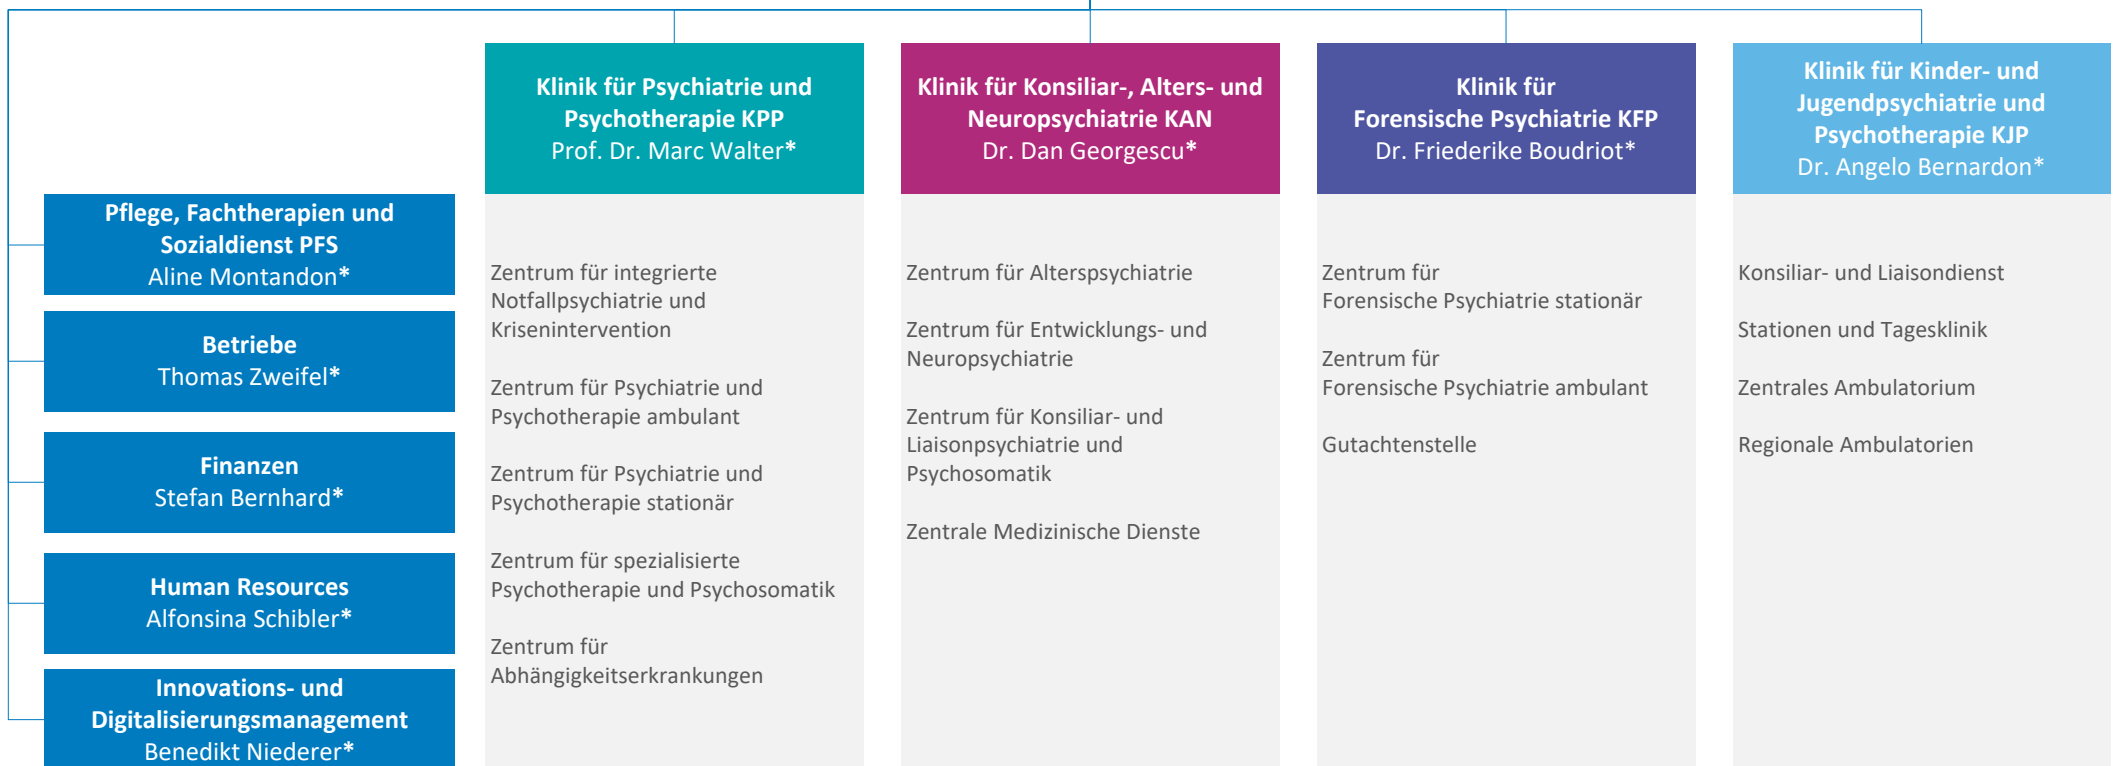 Klinik für Psychiatrie und
Psychotherapie KPP
Prof. Dr. Marc Walter*
Klinik für Konsiliar-, Alters- und
Neuropsychiatrie KAN
Dr. Dan Georgescu*
Klinik für
Forensische Psychiatrie KFP
Dr. Friederike Boudriot*
Klinik für Kinder- und
Jugendpsychiatrie und
Psychotherapie KJP
Dr. Angelo Bernardon*
Pflege, Fachtherapien und
Sozialdienst PFS
Aline Montandon*
Betriebe
Thomas Zweifel*
Finanzen
Stefan Bernhard*
Human Resources
Alfonsina Schibler*
Innovations- und
Digitalisierungsmanagement
Benedikt Niederer*
Zentrum für integrierte
Notfallpsychiatrie und
Krisenintervention
Zentrum für Psychiatrie und
Psychotherapie ambulant
Zentrum für Psychiatrie und
Psychotherapie stationär
Zentrum für spezialisierte
Psychotherapie und Psychosomatik
Zentrum für
Abhängigkeitserkrankungen
Zentrum für Alterspsychiatrie
Zentrum für Entwicklungs- und
Neuropsychiatrie
Zentrum für Konsiliar- und
Liaisonpsychiatrie und
Psychosomatik
Zentrale Medizinische Dienste
Zentrum für
Forensische Psychiatrie stationär
Zentrum für
Forensische Psychiatrie ambulant
Gutachtenstelle
Konsiliar- und Liaisondienst
Stationen und Tagesklinik
Zentrales Ambulatorium
Regionale Ambulatorien